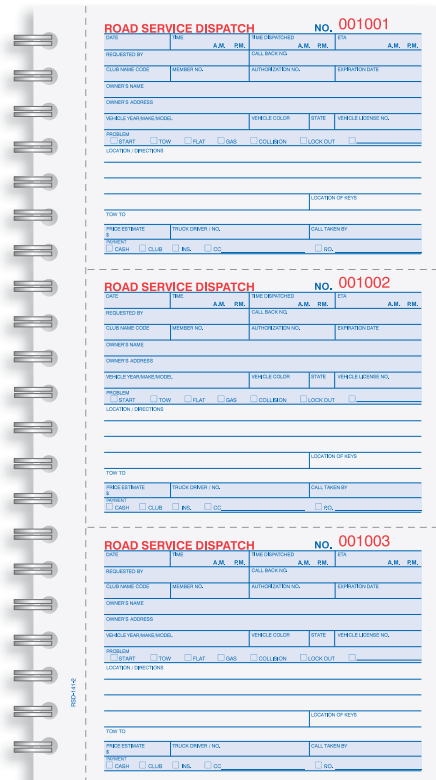 ROAD SERVICE DISPATCH NO. 001001
DATE TIME TIME DISPATCHED ETA
A.M. P.M. A.M. P.M. A.M. P.M.
REQUESTED BY CALL BACK NO.
CLUB NAME CODE MEMBER NO. AUTHORIZATION NO. EXPIRATION DATE
OWNER'S NAME
OWNER'S ADDRESS
VEHICLE YEAR/MAKE/MODEL VEHICLE COLOR STATE VEHICLE LICENSE NO.
PROBLEM
START TOW FLAT GAS COLLISION LOCK OUT
LOCATION / DIRECTIONS
LOCATION OF KEYS
TOW TO
PRICE ESTIMATE TRUCK DRIVER / NO. CALL TAKEN BY
$
PAYMENT
CASH CLUB INS. CC P.O.
ROAD SERVICE DISPATCH NO. 001002
DATE TIME TIME DISPATCHED ETA
A.M. P.M. A.M. P.M. A.M. P.M.
REQUESTED BY CALL BACK NO.
CLUB NAME CODE MEMBER NO. AUTHORIZATION NO. EXPIRATION DATE
OWNER'S NAME
OWNER'S ADDRESS
VEHICLE YEAR/MAKE/MODEL VEHICLE COLOR STATE VEHICLE LICENSE NO.
PROBLEM
START TOW FLAT GAS COLLISION LOCK OUT
LOCATION / DIRECTIONS
LOCATION OF KEYS
TOW TO
PRICE ESTIMATE TRUCK DRIVER / NO. CALL TAKEN BY
$
PAYMENT
CASH CLUB INS. CC P.O.
ROAD SERVICE DISPATCH NO. 001003
DATE TIME TIME DISPATCHED ETA
A.M. P.M. A.M. P.M. A.M. P.M.
REQUESTED BY CALL BACK NO.
CLUB NAME CODE MEMBER NO. AUTHORIZATION NO. EXPIRATION DATE
OWNER'S NAME
OWNER'S ADDRESS
VEHICLE YEAR/MAKE/MODEL VEHICLE COLOR STATE VEHICLE LICENSE NO.
PROBLEM
START TOW FLAT GAS COLLISION LOCK OUT
LOCATION / DIRECTIONS
LOCATION OF KEYS
TOW TO
PRICE ESTIMATE TRUCK DRIVER / NO. CALL TAKEN BY
$
PAYMENT
CASH CLUB INS. CC P.O.
RSD-141-2